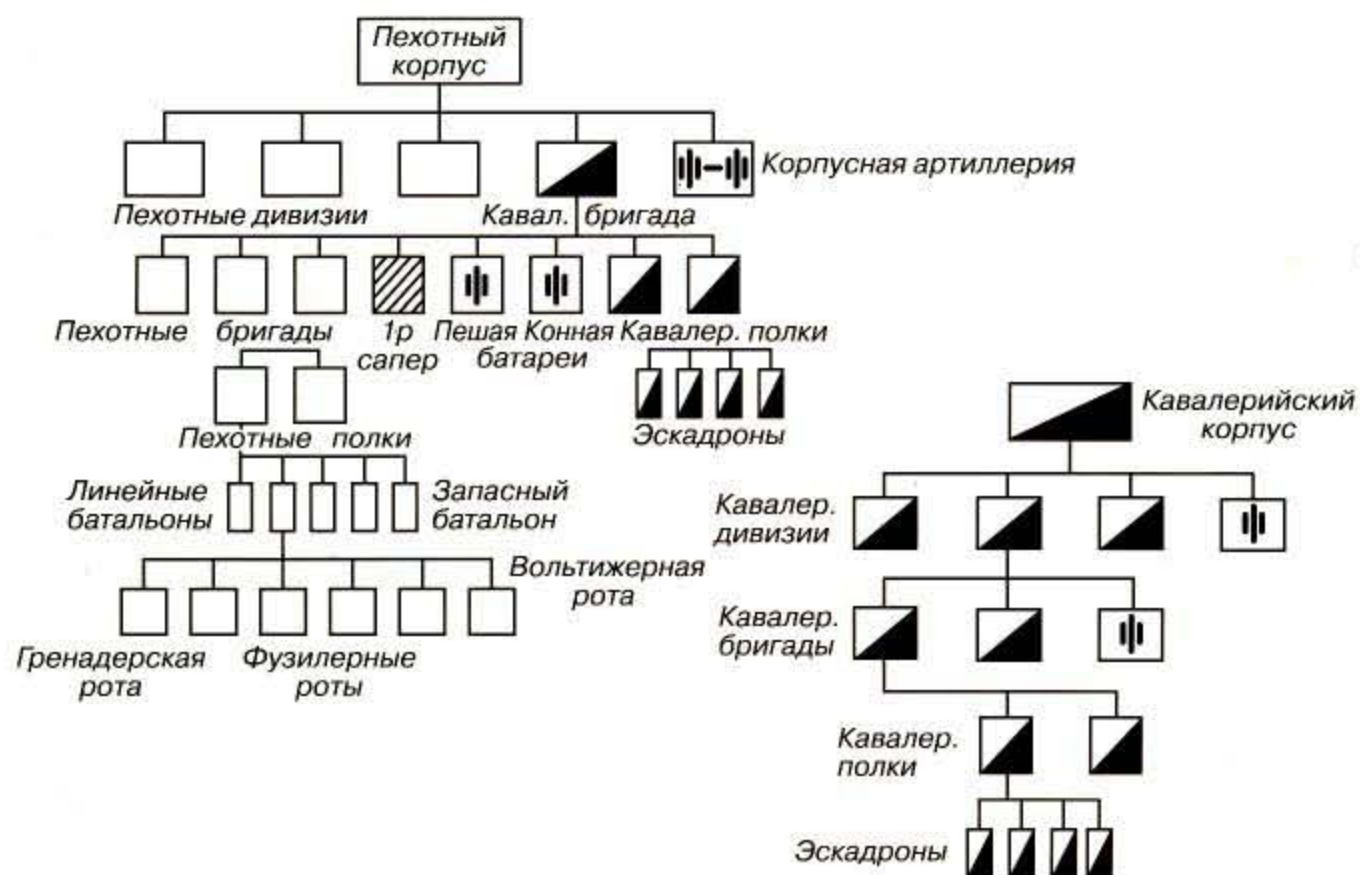 Пехотный
корпус
Корпусная артиллерия
Пехотные дивизии
Кавал. бригада
Пехотные бригады
1р
сапер
Пешая Конная
батареи
Кавалер. полки
Эскадроны
Пехотные полки
Линейные
батальоны
Запасный
батальон
Вольтижерная
рота
Гренадерская
рота
Фузилерные
роты
Кавалерийский
корпус
Кавалер.
дивизии
Кавалер.
бригады
Кавалер.
полки
Эскадроны